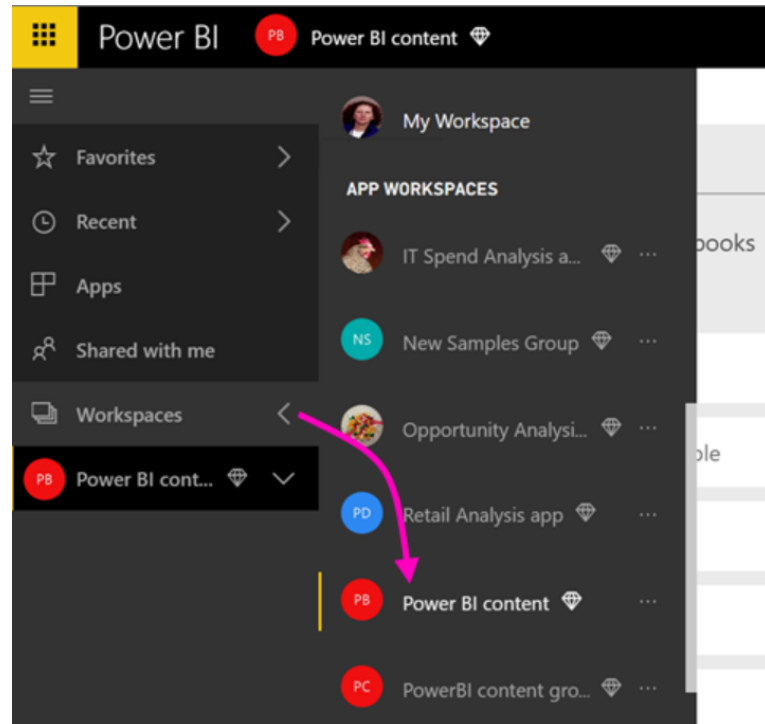 Power BI
PB
Power BI content
My Workspace
Favorites
APP WORKSPACES
Recent
IT Spend Analysis a...
Apps
NS
New Samples Group
Shared with me
Workspaces
Opportunity Analysi...
PB
Power BI cont...
PD
Retail Analysis app
PB
Power BI content
PC
PowerBI content gro...
books
ble